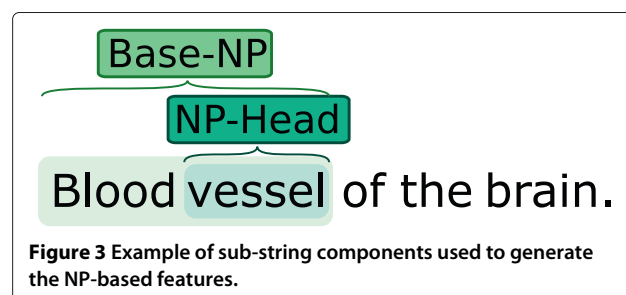 Base-NP
NP-Head
Blood vessel of the brain.
Figure 3 Example of sub-string components used to generate
the NP-based features.